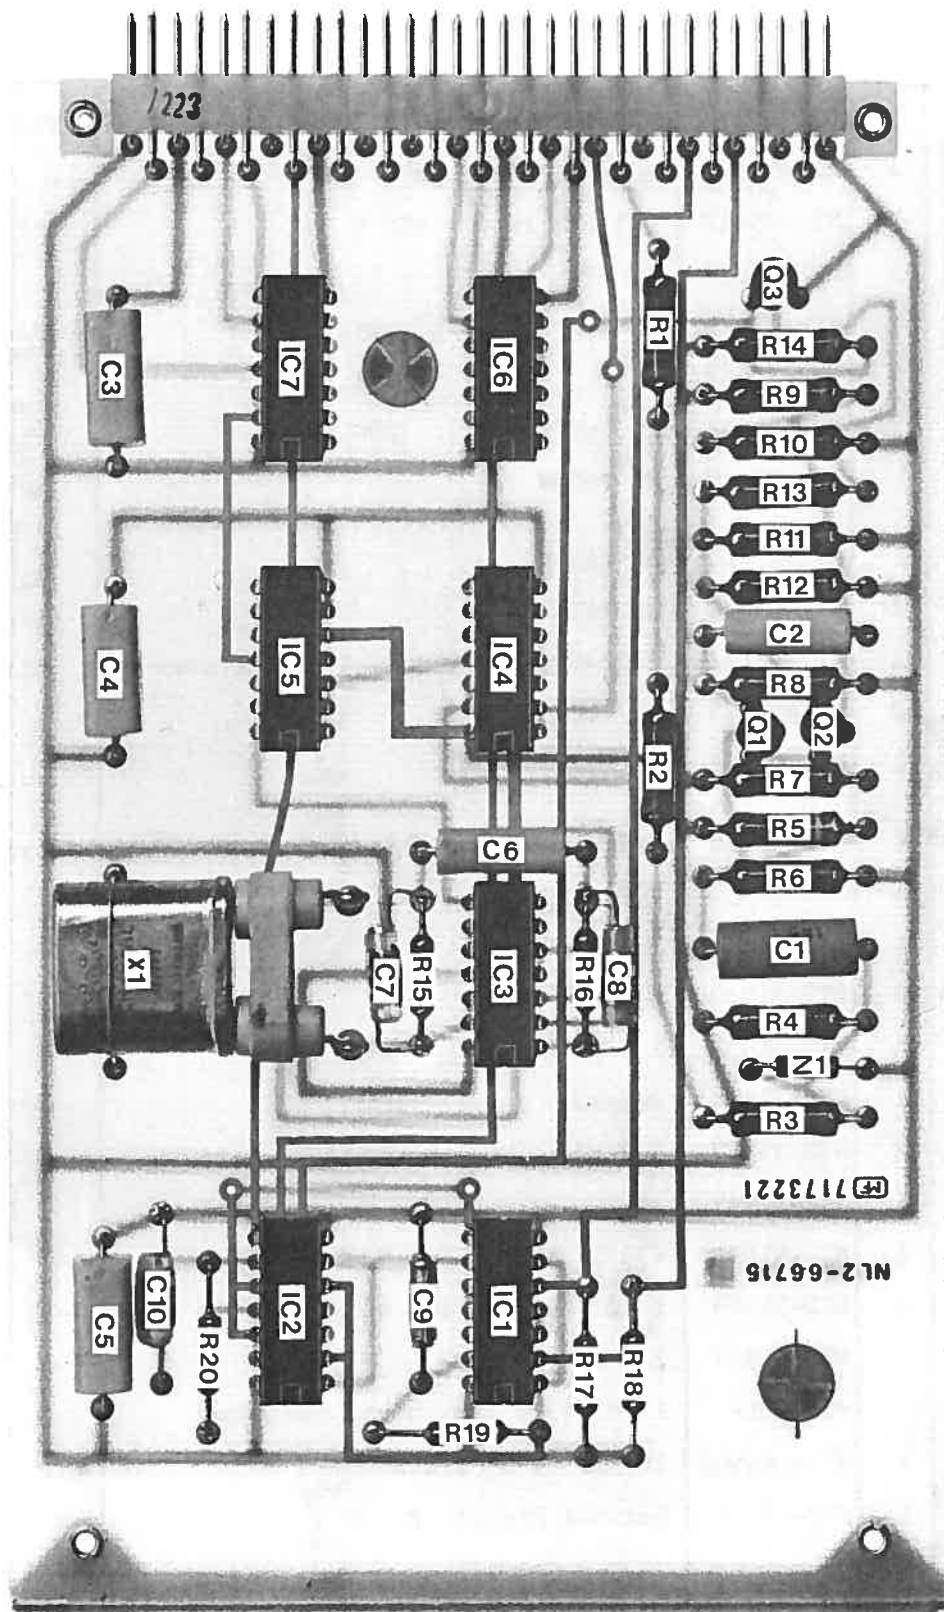 1223
Q3
R1
R14
C3
IC7
IC6
R9
R10
R13
R11
R12
C2
C4
IC5
IC4
R8
Q1
Q2
R2
R7
R5
C6
R6
X1
C7
R15
IC3
R16
C8
C1
R4
Z1
R3
7173221
NL2-66715
C5
C10
R20
IC2
C9
IC1
R17
R18
R19